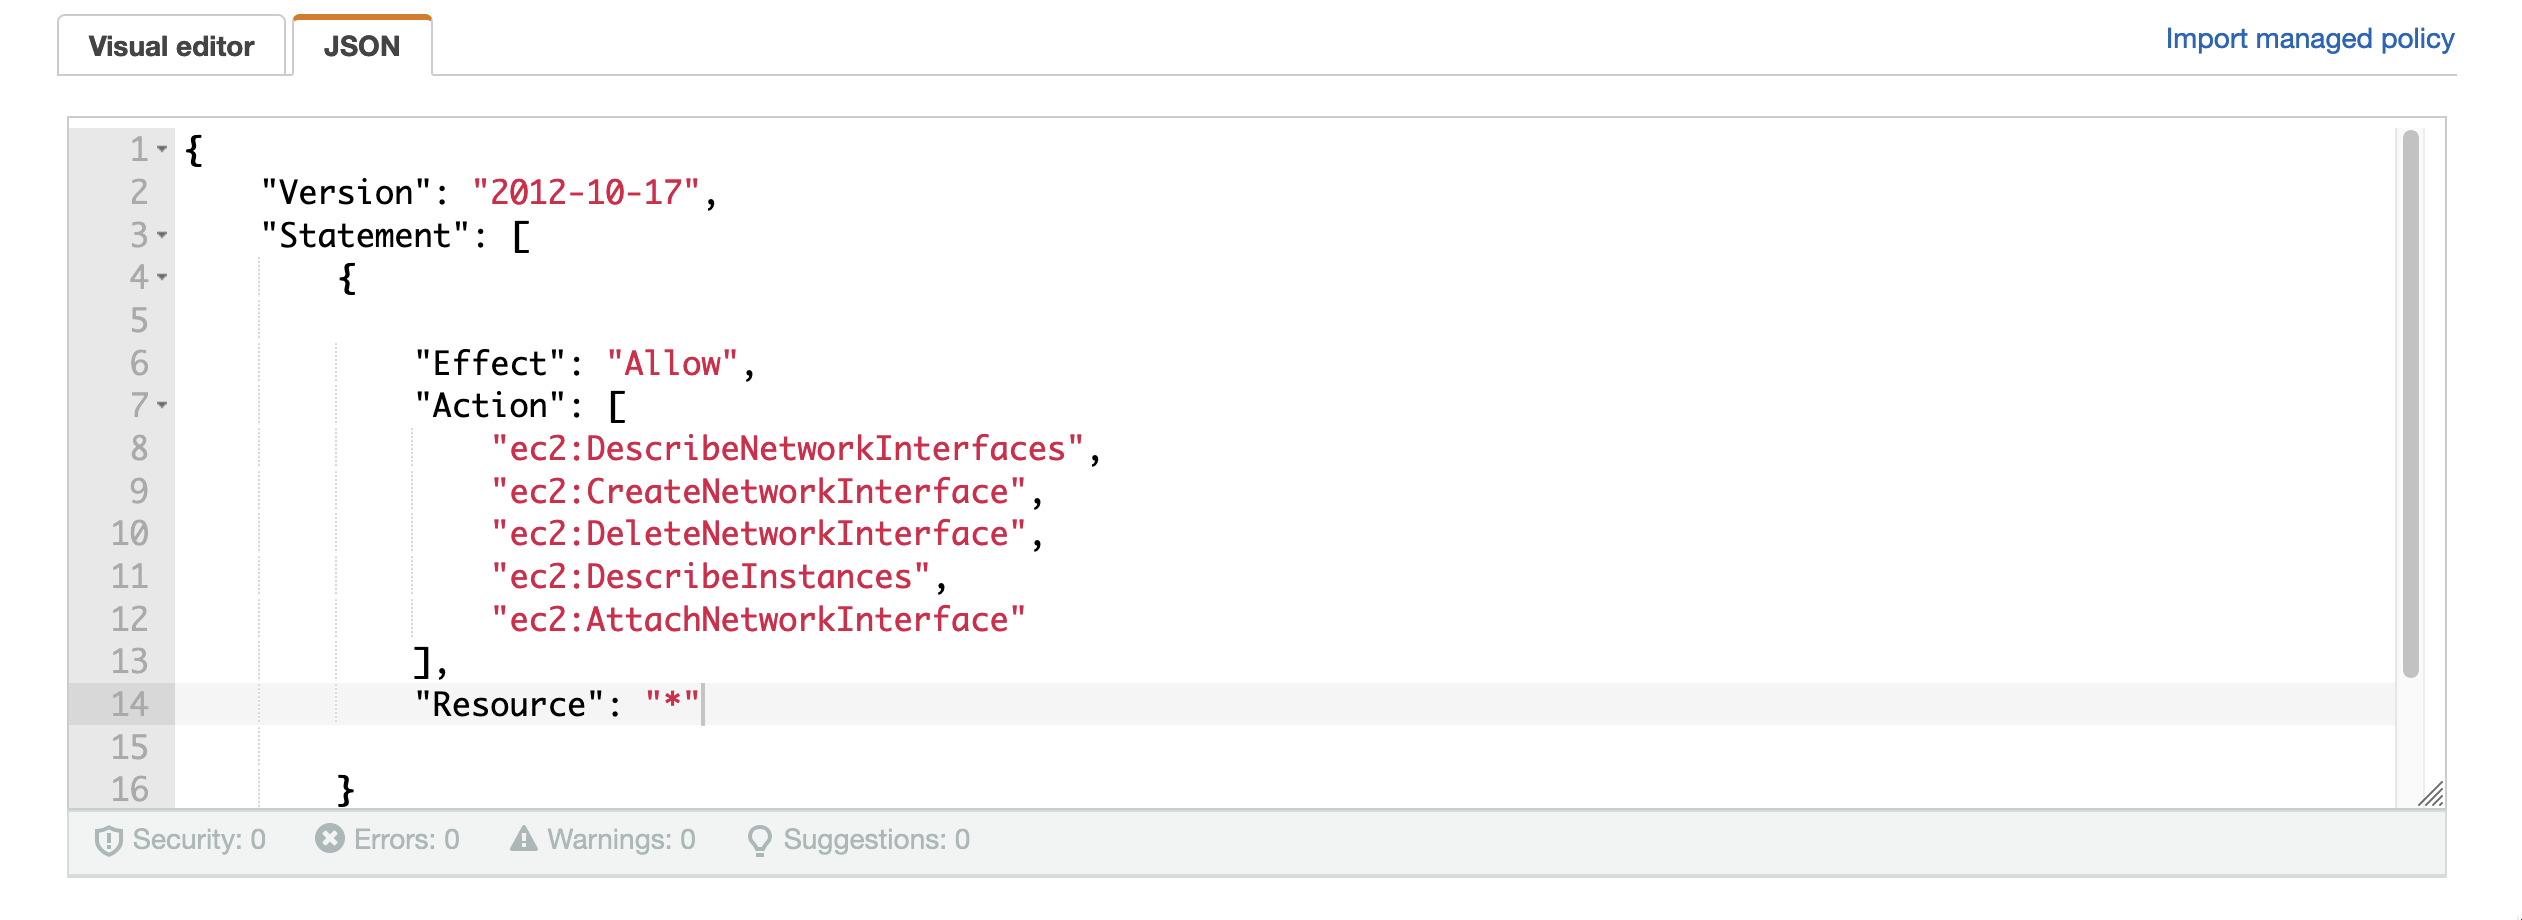 Visual editor JSON Import managed policy
1 {
2 "Version": "2012-10-17",
3 "Statement": [
4 {
5
6 "Effect": "Allow",
7 "Action": [
8 "ec2:DescribeNetworkInterfaces",
9 "ec2:CreateNetworkInterface",
10 "ec2:DeleteNetworkInterface",
11 "ec2:DescribeInstances",
12 "ec2:AttachNetworkInterface"
13 ],
14 "Resource": "*"
15
16 }
Security: 0 Errors: 0 Warnings: 0 Suggestions: 0